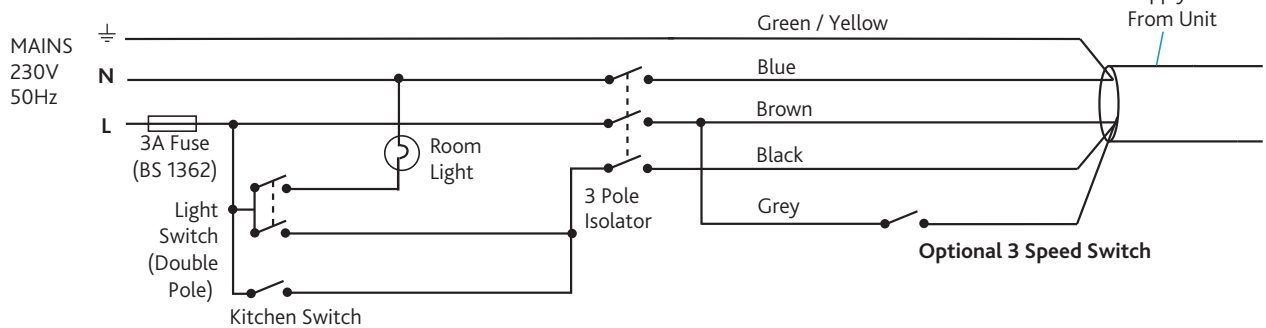 From Unit
Green / Yellow
MAINS
230V
50Hz
N
Blue
L
Brown
3A Fuse
(BS 1362)
Room
Light
Black
3 Pole
Isolator
Grey
Light
Switch
(Double
Pole)
Optional 3 Speed Switch
Kitchen Switch